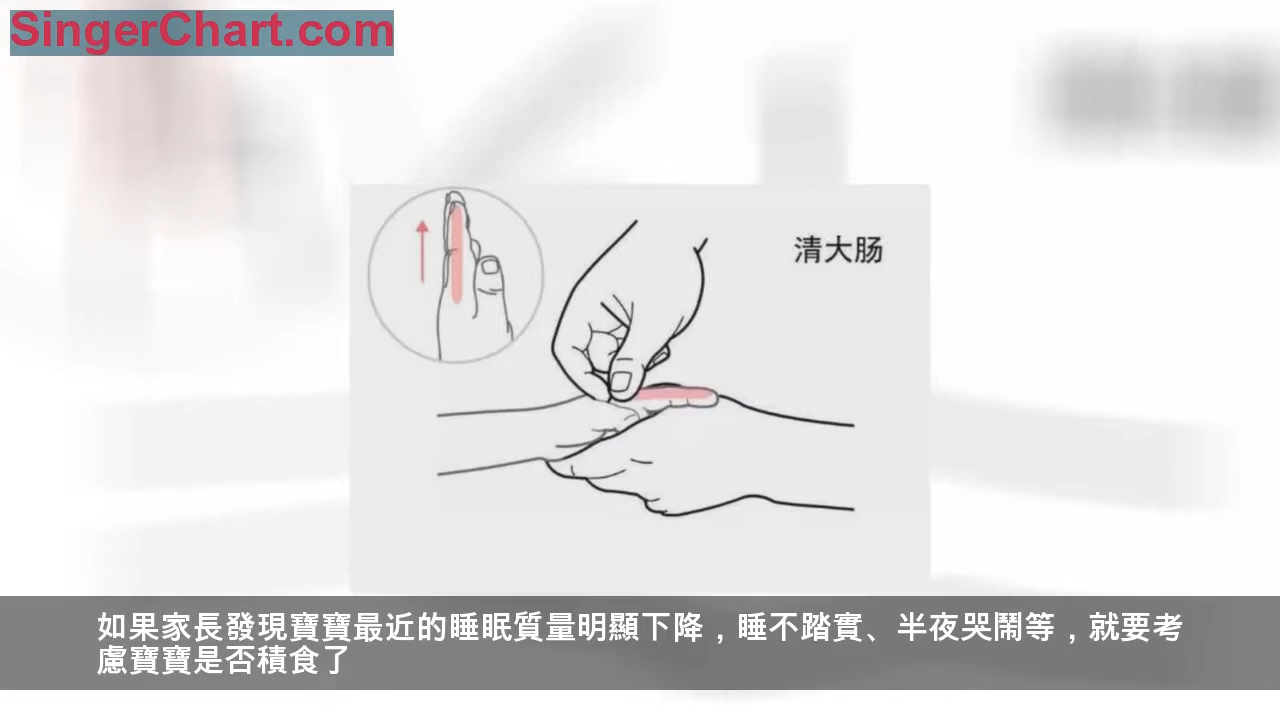 SingerChart.com
清大肠
如果家長發現寶寶最近的睡眠質量明顯下降，睡不踏實、半夜哭鬧等，就要考
慮寶寶是否積食了